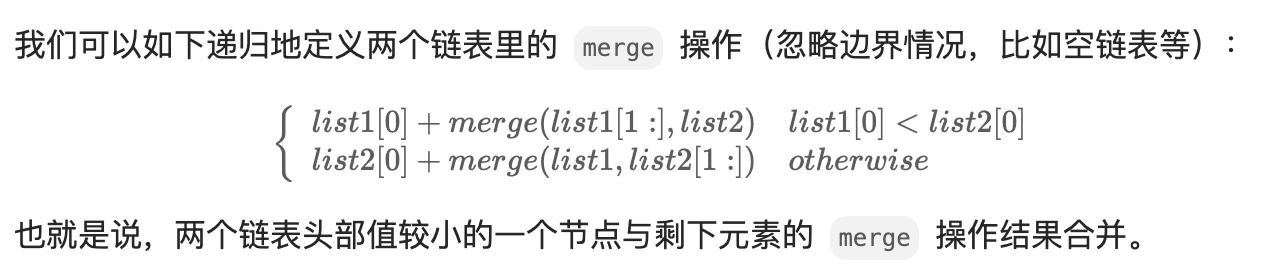 我们可以如下递归地定义两个链表里的 merge 操作（忽略边界情况，比如空链表等）：
list1[0] + merge(list1[1 :], list2) list1[0] < list2[0]
list2[0] + merge(list1, list2[1 :]) otherwise
也就是说，两个链表头部值较小的一个节点与剩下元素的 merge 操作结果合并。